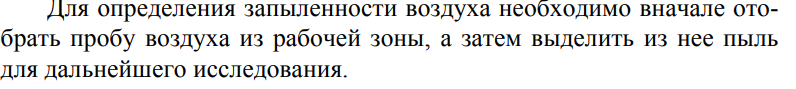 Для определения запыленности воздуха необходимо вначале ото-
брать пробу воздуха из рабочей зоны, а затем выделить из нее пыль
для дальнейшего исследования.